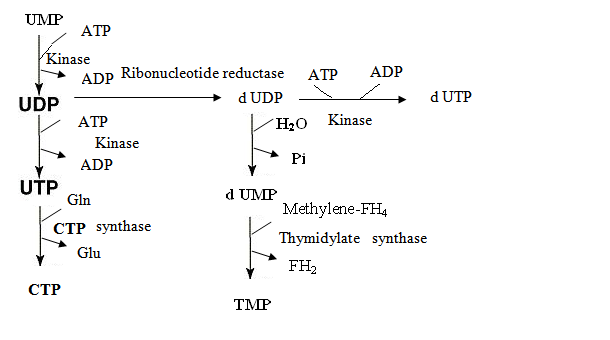 UMP
ATP
Kinase
ADP
Ribonucleotide reductase
ATP
ADP
UDP
d UDP
d UTP
ATP
H₂O
Kinase
Kinase
ADP
Pi
UTP
d UMP
Gln
Methylene-FH₄
CTP synthase
Thymidylate synthase
Glu
FH₂
CTP
TMP